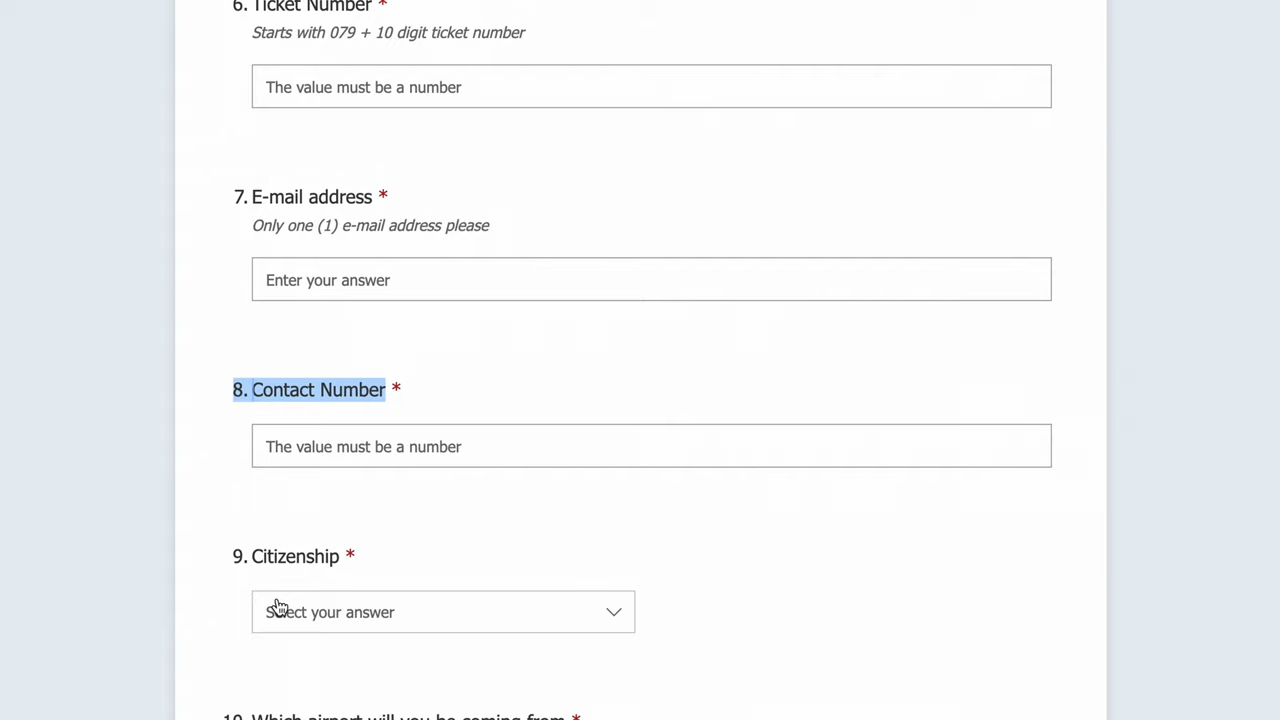 6. Ticket Number *
Starts with 079 + 10 digit ticket number
The value must be a number
7. E-mail address *
Only one (1) e-mail address please
Enter your answer
8. Contact Number *
The value must be a number
9. Citizenship *
Select your answer
10. Which airport will you be coming from *